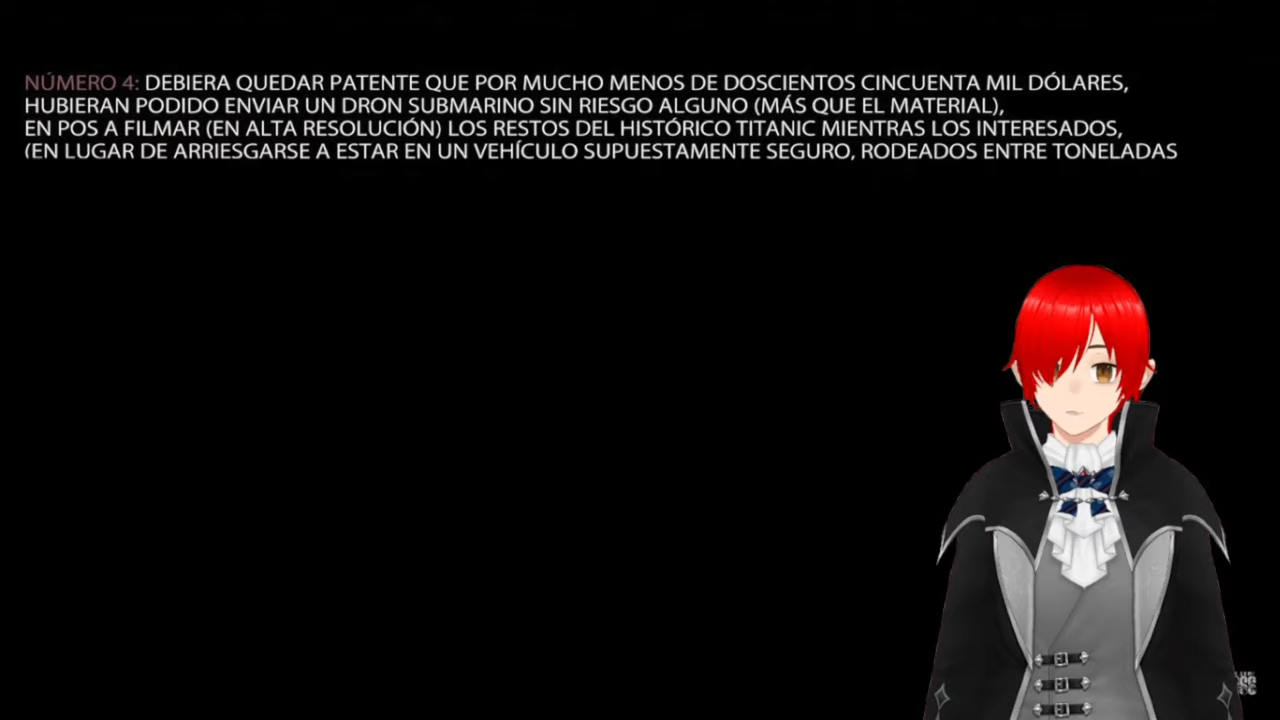 NÚMERO 4: DEBIERA QUEDAR PATENTE QUE POR MUCHO MENOS DE DOSCIENTOS CINCUENTA MIL DÓLARES,
HUBIERAN PODIDO ENVIAR UN DRON SUBMARINO SIN RIESGO ALGUNO (MÁS QUE EL MATERIAL),
EN POS A FILMAR (EN ALTA RESOLUCIÓN) LOS RESTOS DEL HISTÓRICO TITANIC MIENTRAS LOS INTERESADOS,
(EN LUGAR DE ARRIESGARSE A ESTAR EN UN VEHÍCULO SUPUESTAMENTE SEGURO, RODEADOS ENTRE TONELADAS